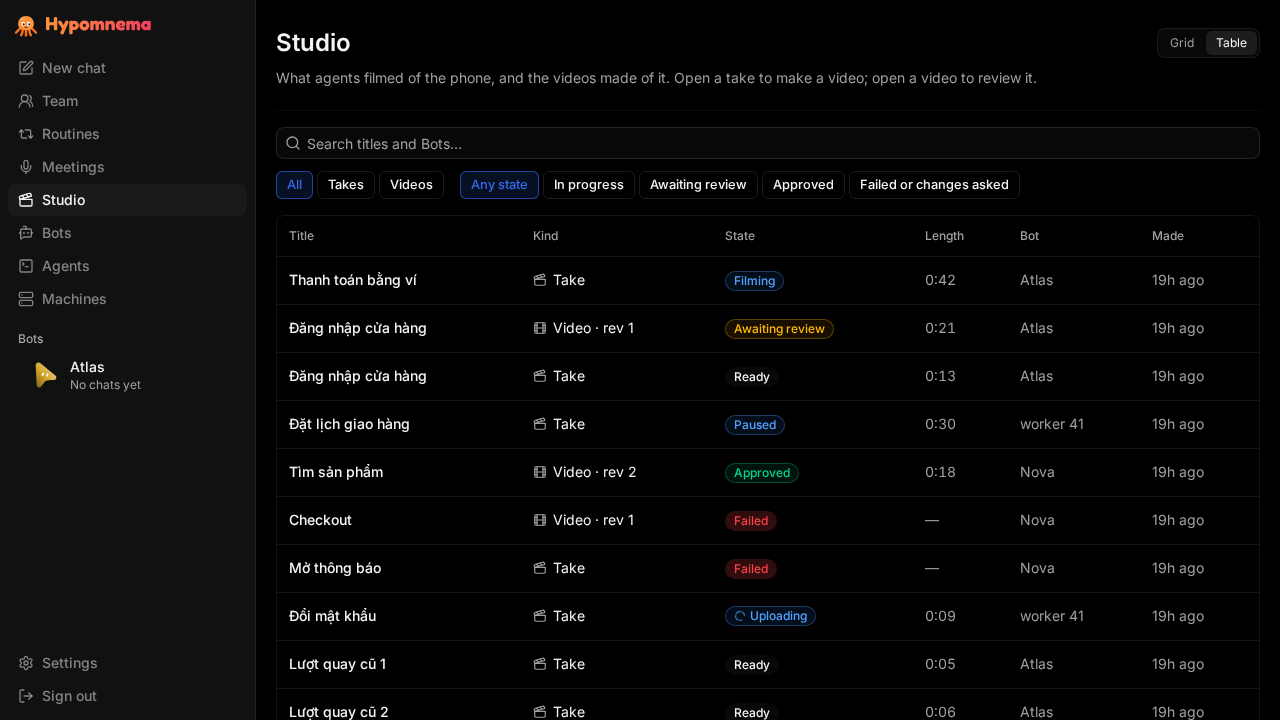 Hypomnema
New chat
Team
Routines
Meetings
Studio
Bots
Agents
Machines
Bots
Atlas
No chats yet
Settings
Sign out
Studio
Grid Table
What agents filmed of the phone, and the videos made of it. Open a take to make a video; open a video to review it.
Search titles and Bots...
All Takes Videos Any state In progress Awaiting review Approved Failed or changes asked
Title Kind State Length Bot Made
Thanh toán bằng ví Take Filming 0:42 Atlas 19h ago
Đăng nhập cửa hàng Video · rev 1 Awaiting review 0:21 Atlas 19h ago
Đăng nhập cửa hàng Take Ready 0:13 Atlas 19h ago
Đặt lịch giao hàng Take Paused 0:30 worker 41 19h ago
Tìm sản phẩm Video · rev 2 Approved 0:18 Nova 19h ago
Checkout Video · rev 1 Failed — Nova 19h ago
Mở thông báo Take Failed — Nova 19h ago
Đổi mật khẩu Take Uploading 0:09 worker 41 19h ago
Lượt quay cũ 1 Take Ready 0:05 Atlas 19h ago
Lượt quay cũ 2 Take Ready 0:06 Atlas 19h ago